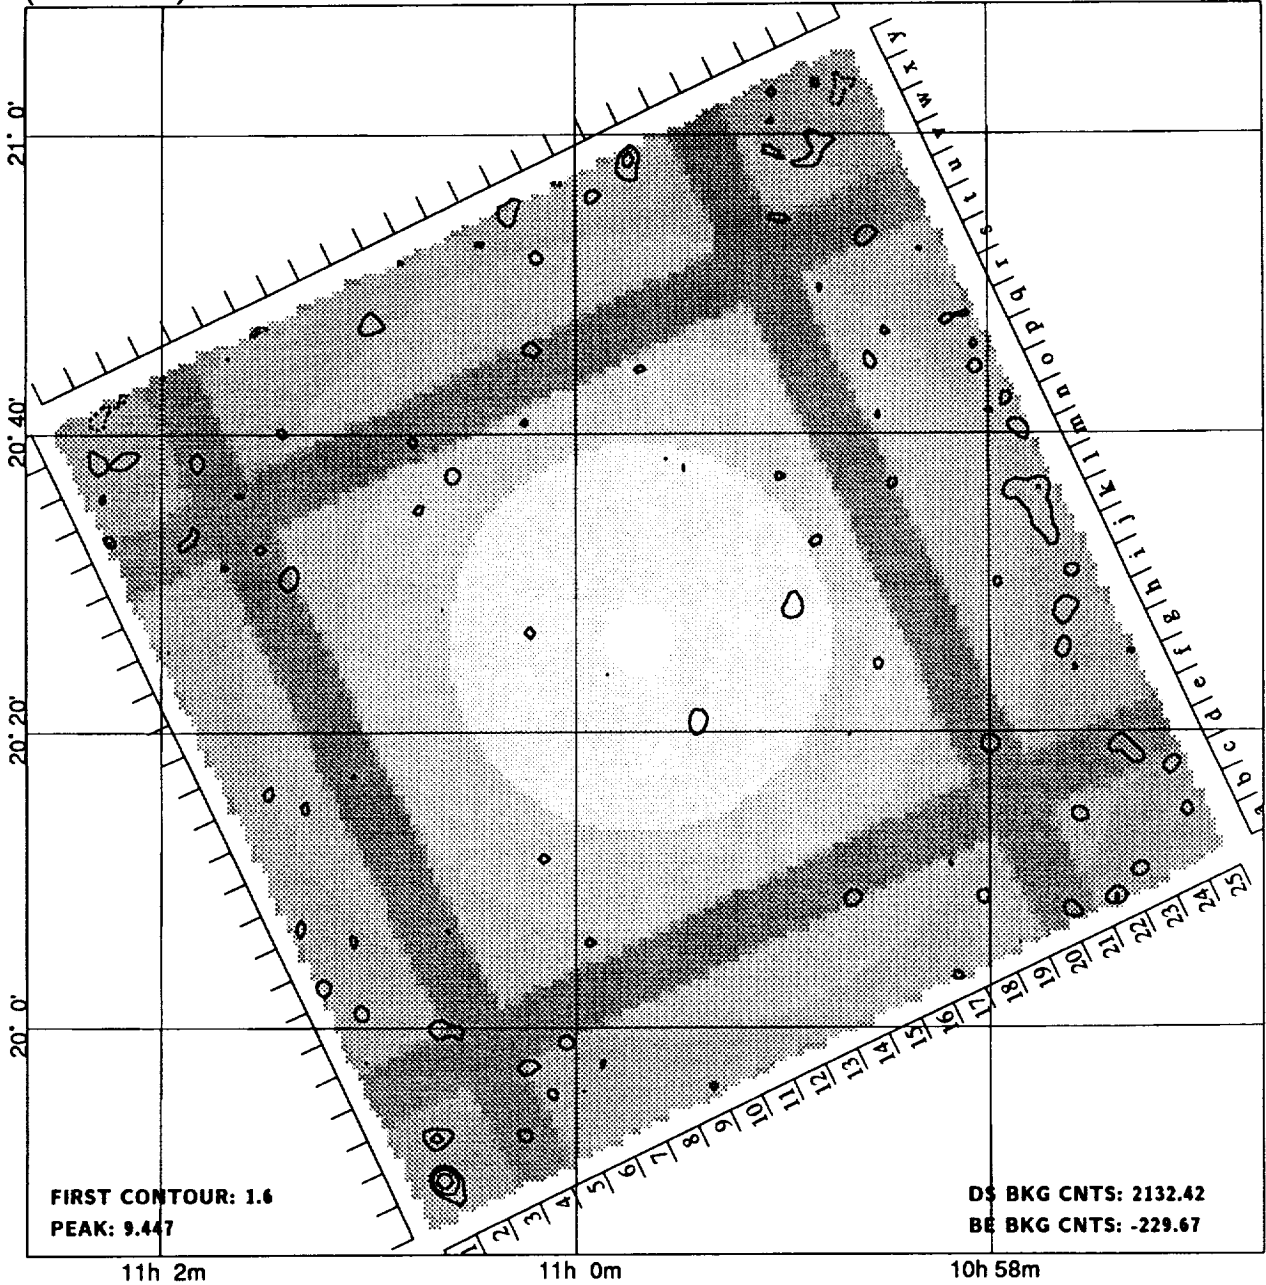 21° 0'
20° 40'
20° 20'
20° 0'
y x w v u t s r q p o n m l k j i h g f e d c b a
1 2 3 4 5 6 7 8 9 10 11 12 13 14 15 16 17 18 19 20 21 22 23 24 25
FIRST CONTOUR: 1.6
PEAK: 9.447
DS BKG CNTS: 2132.42
BE BKG CNTS: -229.67
11h 2m
11h 0m
10h 58m